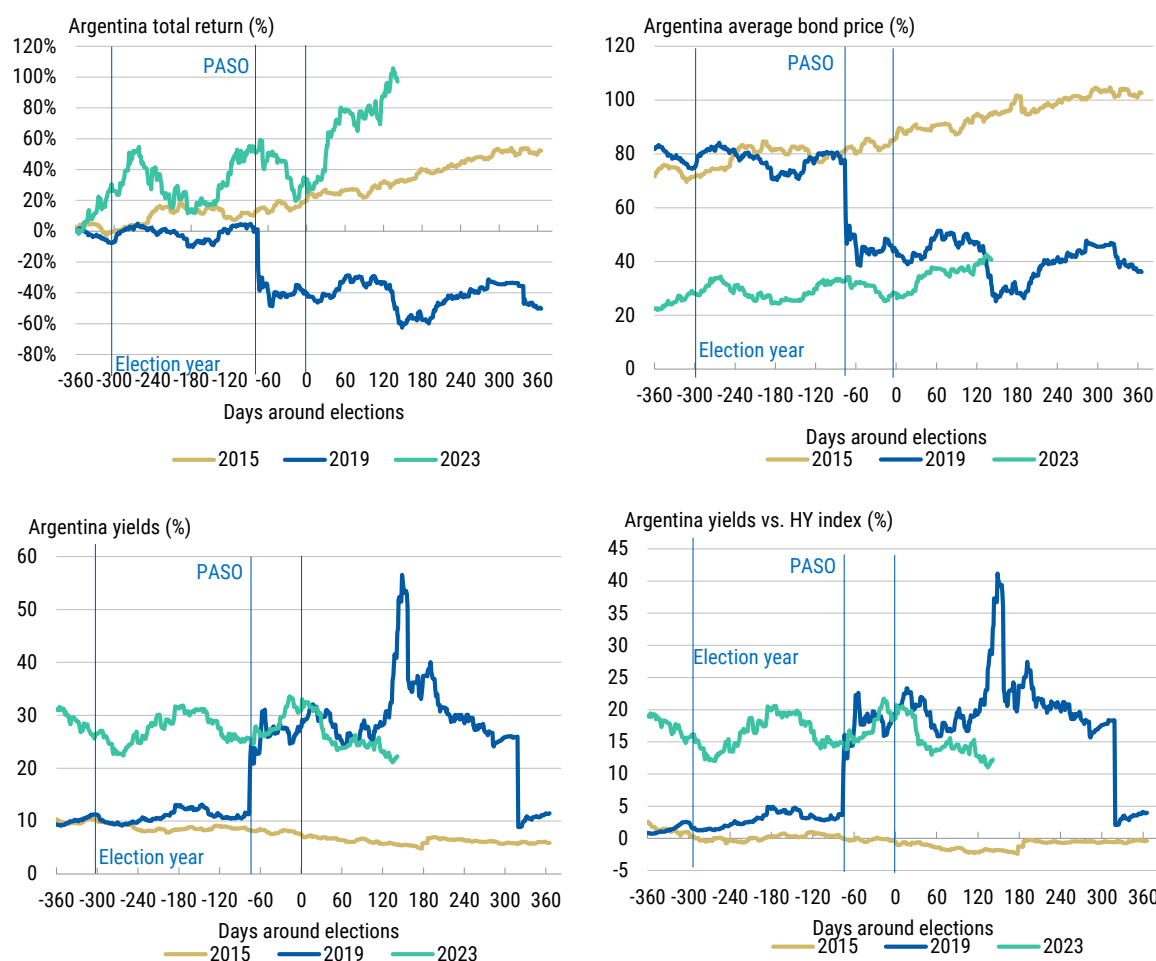 Argentina total return (%)
120%
100%
80%
60%
40%
20%
0%
-20%
-40%
-60%
-80%
PASO
Election year
-360 -300 -240 -180 -120 -60 0 60 120 180 240 300 360
Days around elections
2015 2019 2023
Argentina average bond price (%)
120
100
80
60
40
20
0
PASO
Election year
-360 -300 -240 -180 -120 -60 0 60 120 180 240 300 360
Days around elections
2015 2019 2023
Argentina yields (%)
60
50
40
30
20
10
0
PASO
Election year
-360 -300 -240 -180 -120 -60 0 60 120 180 240 300 360
Days around elections
2015 2019 2023
Argentina yields vs. HY index (%)
45
40
35
30
25
20
15
10
5
0
-5
PASO
Election year
-360 -300 -240 -180 -120 -60 0 60 120 180 240 300 360
Days around elections
2015 2019 2023